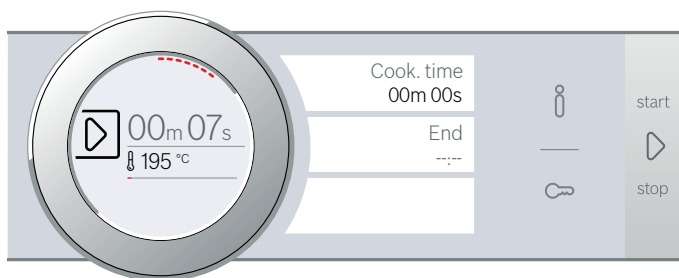 00m 07s
195 °C
Cook. time
00m 00s
End
--:--
start
stop